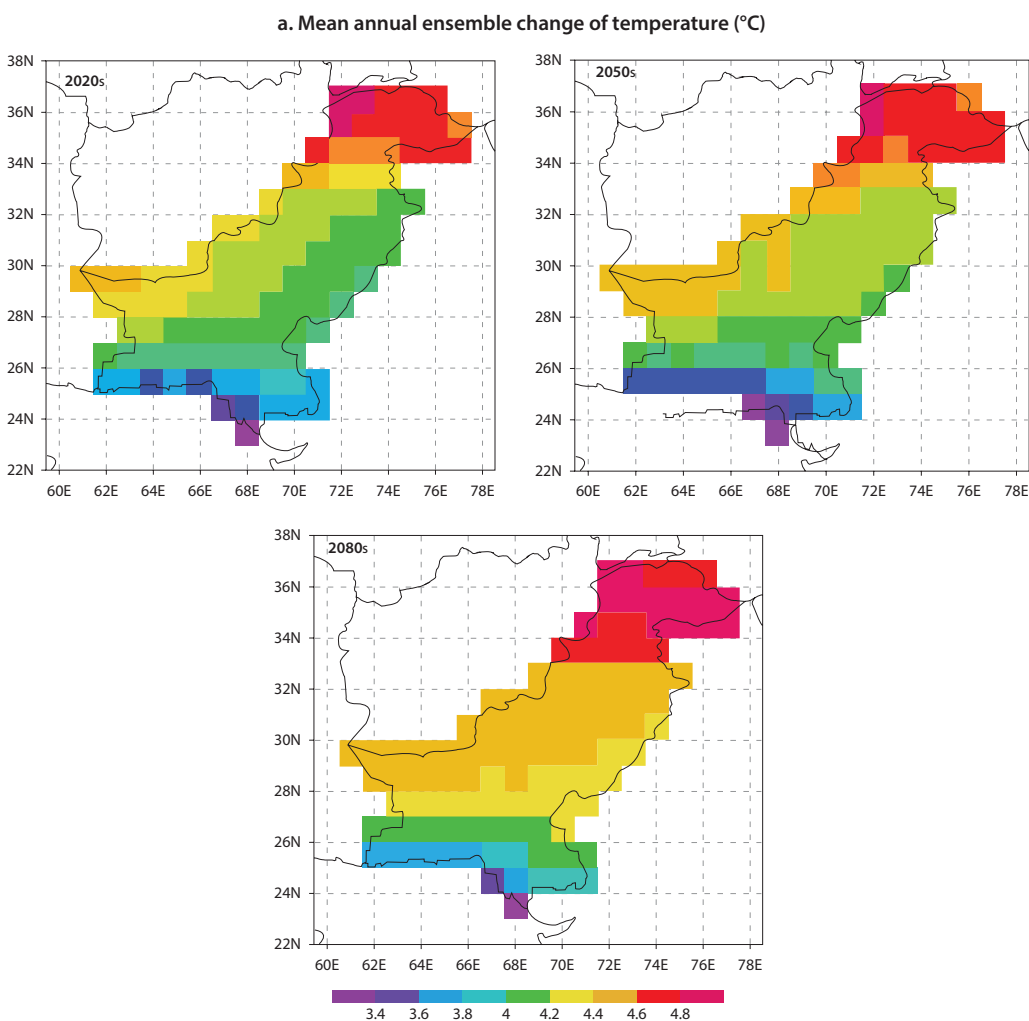 a. Mean annual ensemble change of temperature (°C)
38N
36N
34N
32N
30N
28N
26N
24N
22N
2020s
60E 62E 64E 66E 68E 70E 72E 74E 76E 78E
38N
36N
34N
32N
30N
28N
26N
24N
22N
2050s
60E 62E 64E 66E 68E 70E 72E 74E 76E 78E
38N
36N
34N
32N
30N
28N
26N
24N
22N
2080s
60E 62E 64E 66E 68E 70E 72E 74E 76E 78E
3.4 3.6 3.8 4 4.2 4.4 4.6 4.8